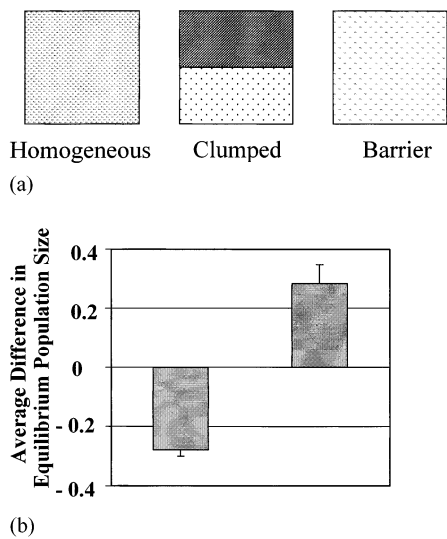 Homogeneous Clumped Barrier
(a)
Average Difference in
Equilibrium Population Size
0.4
0.2
0
- 0.2
- 0.4
(b)